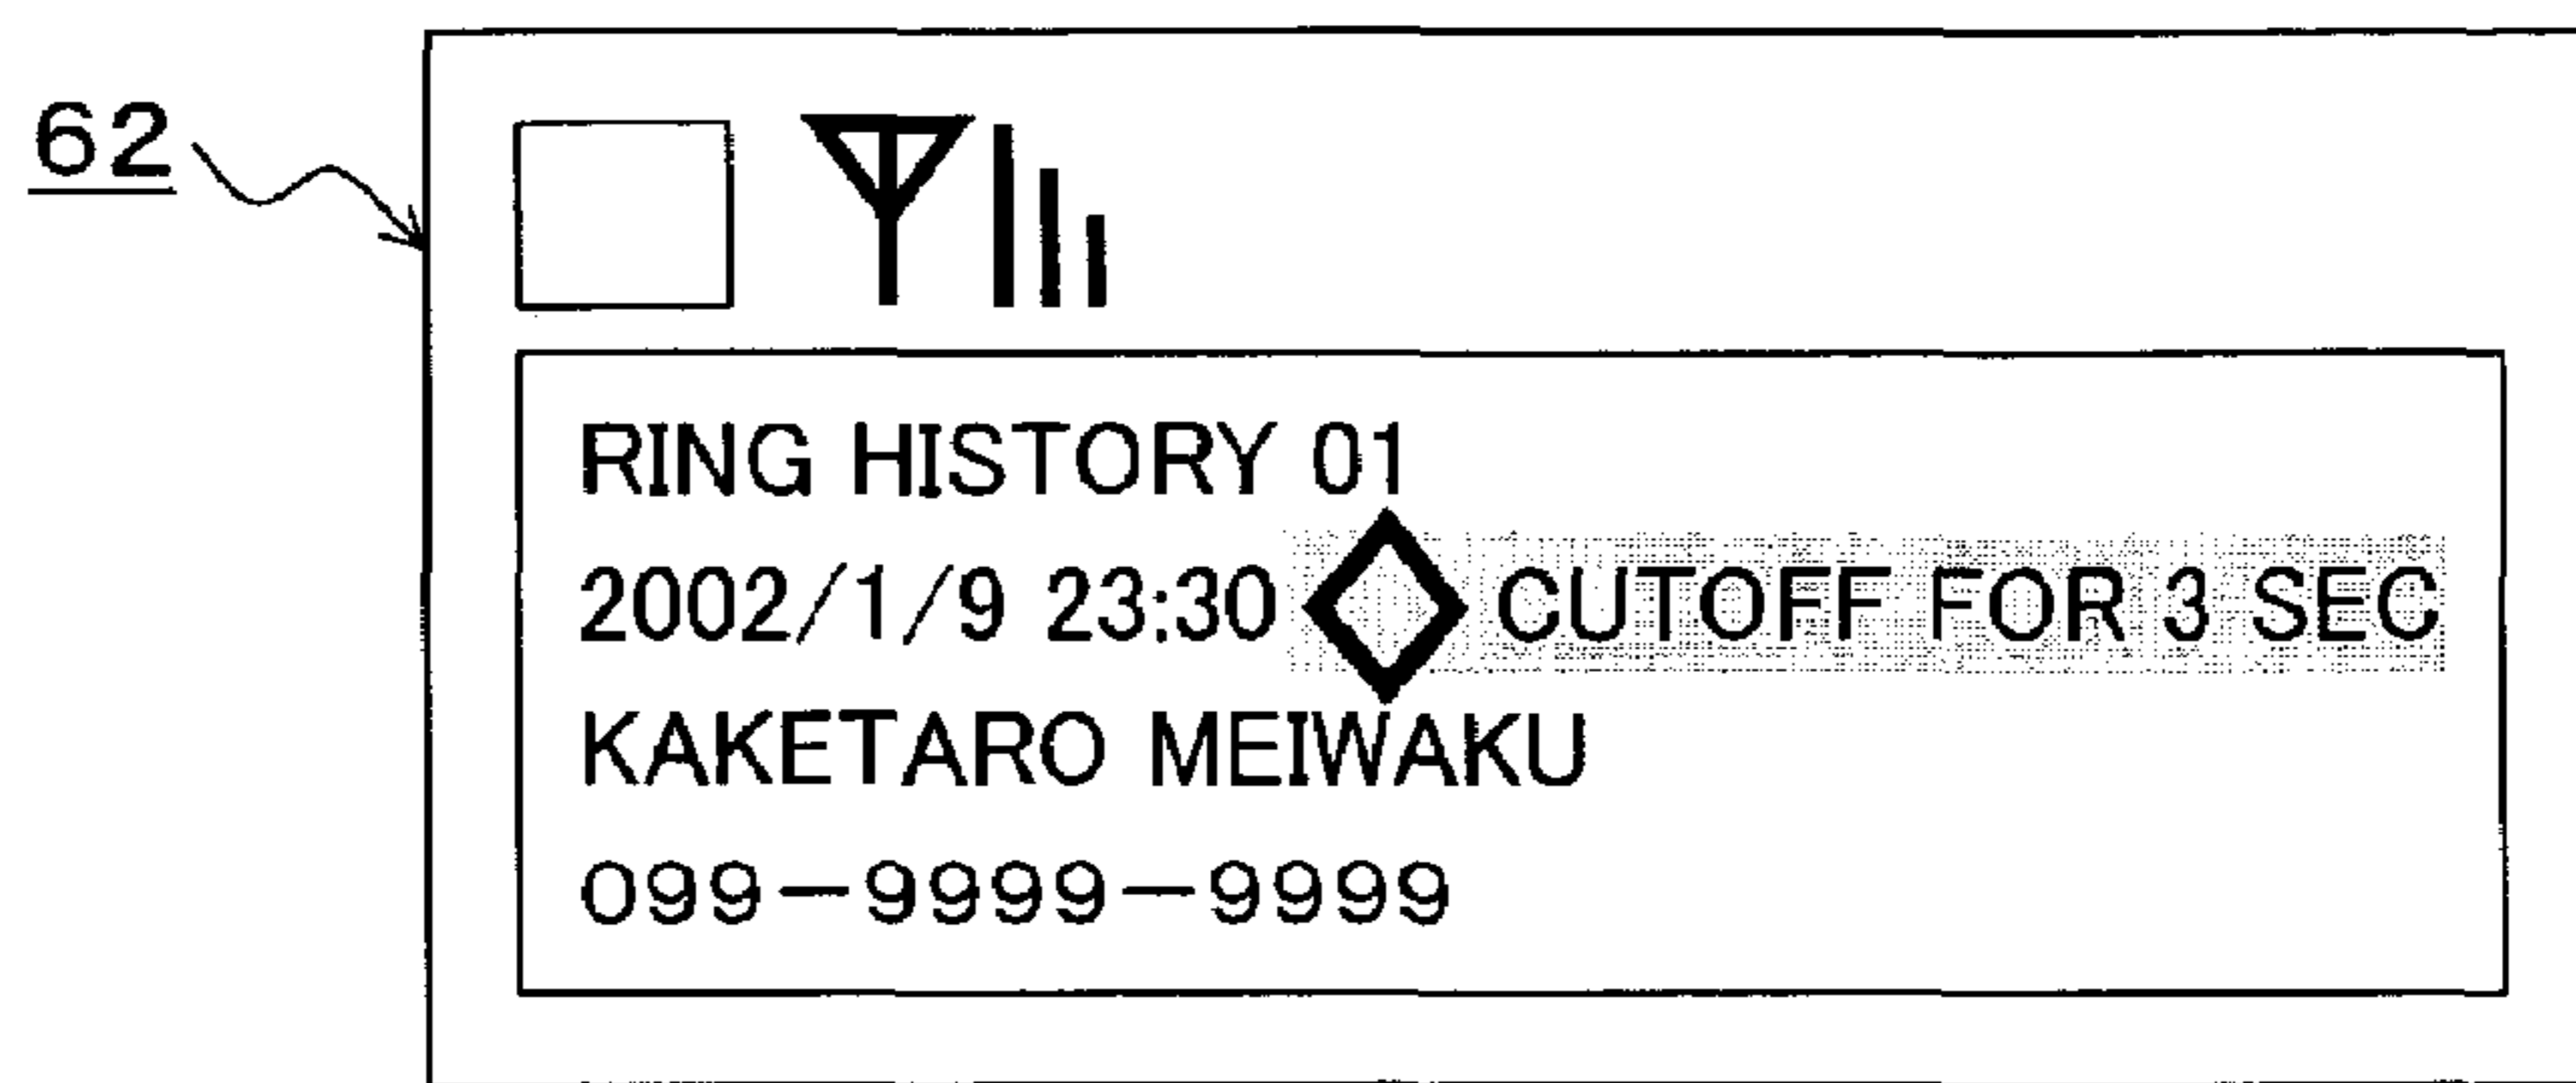 62
RING HISTORY 01
2002/1/9 23:30 ◇ CUTOFF FOR 3 SEC
KAKETARO MEIWAKU
099-9999-9999